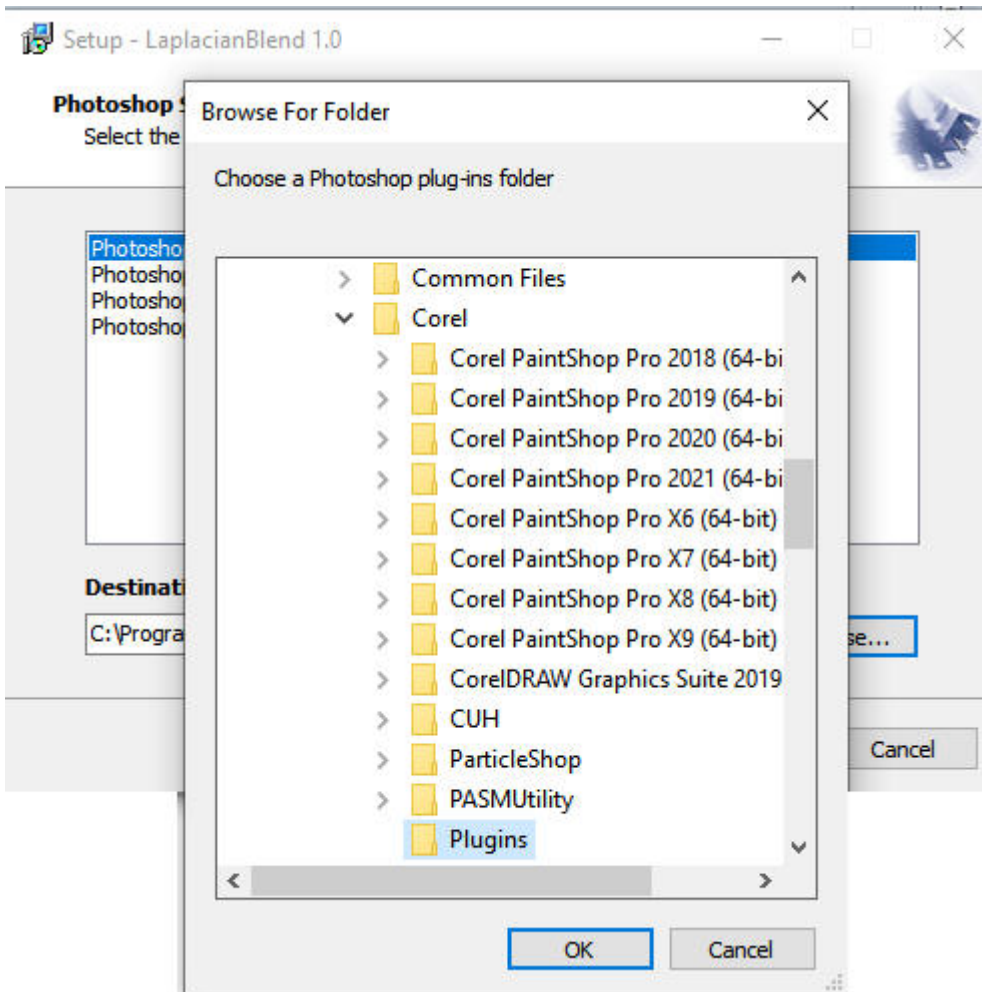 Setup - LaplacianBlend 1.0
Photoshop
Select the
Browse For Folder
Choose a Photoshop plug-ins folder
Photosho
Photosho
Photosho
Photosho
Common Files
Corel
Corel PaintShop Pro 2018 (64-bi
Corel PaintShop Pro 2019 (64-bi
Corel PaintShop Pro 2020 (64-bi
Corel PaintShop Pro 2021 (64-bi
Corel PaintShop Pro X6 (64-bit)
Corel PaintShop Pro X7 (64-bit)
Corel PaintShop Pro X8 (64-bit)
Corel PaintShop Pro X9 (64-bit)
CorelDRAW Graphics Suite 2019
CUH
ParticleShop
PASMUtility
Plugins
Destinati
C:\Progra
se...
Cancel
OK
Cancel